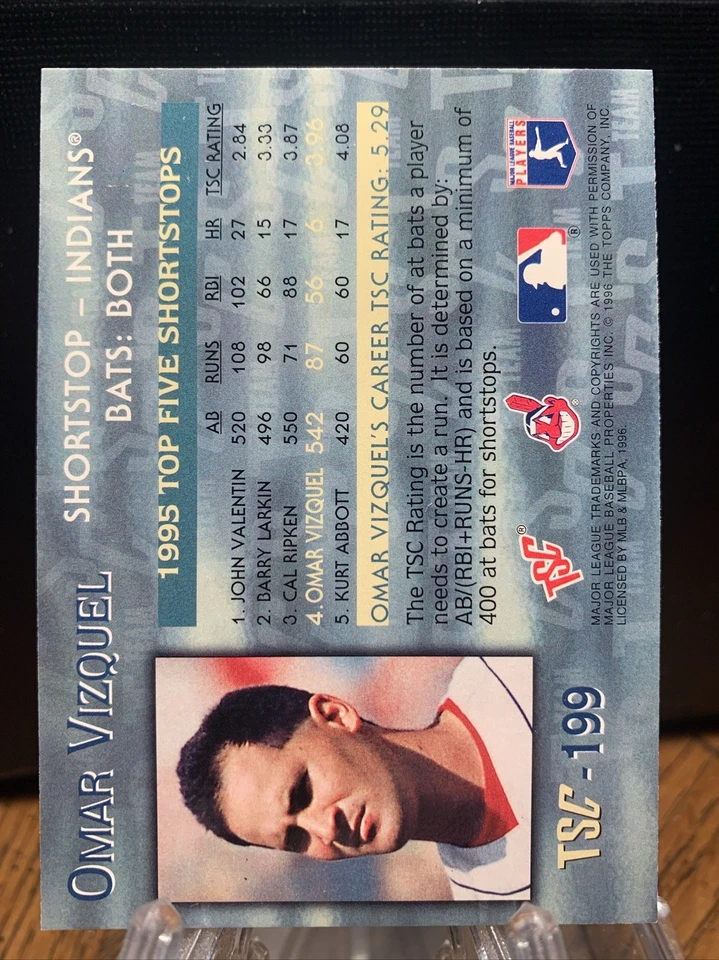 OMAR VIZQUEL
SHORTSTOP – INDIANS®
BATS: BOTH
1995 TOP FIVE SHORTSTOPS
AB RUNS RBI HR TSC RATING
1. JOHN VALENTIN 520 108 102 27 2.84
2. BARRY LARKIN 496 98 66 15 3.33
3. CAL RIPKEN 550 71 88 17 3.87
4. OMAR VIZQUEL 542 87 56 6 3.96
5. KURT ABBOTT 420 60 60 17 4.08
OMAR VIZQUEL'S CAREER TSC RATING: 5.29
The TSC Rating is the number of at bats a player
needs to create a run. It is determined by:
AB/(RBI+RUNS-HR) and is based on a minimum of
400 at bats for shortstops.
TSC®
®
®
MAJOR LEAGUE BASEBALL
PLAYERS
MAJOR LEAGUE TRADEMARKS AND COPYRIGHTS ARE USED WITH PERMISSION OF
MAJOR LEAGUE BASEBALL PROPERTIES INC. © 1996 THE TOPPS COMPANY, INC.
LICENSED BY MLB & MLBPA, 1996
TSC - 199
TEAM
TEAM
TEAM